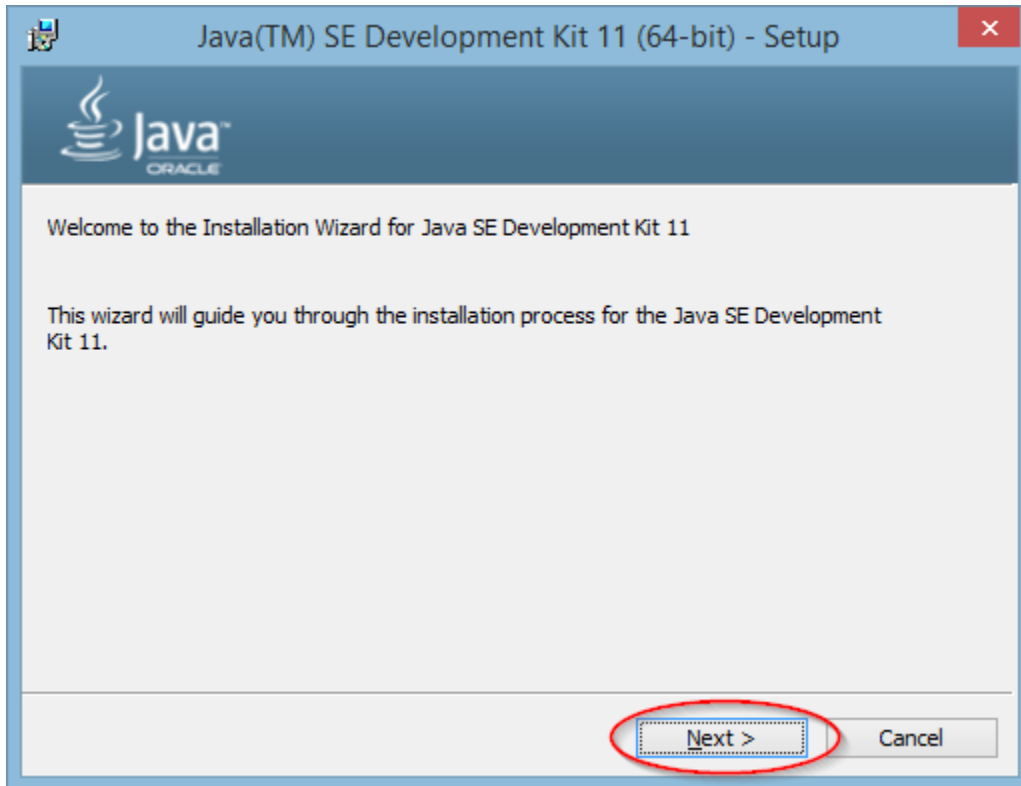 Java(TM) SE Development Kit 11 (64-bit) - Setup
Java™
ORACLE
Welcome to the Installation Wizard for Java SE Development Kit 11
This wizard will guide you through the installation process for the Java SE Development
Kit 11.
Next >
Cancel